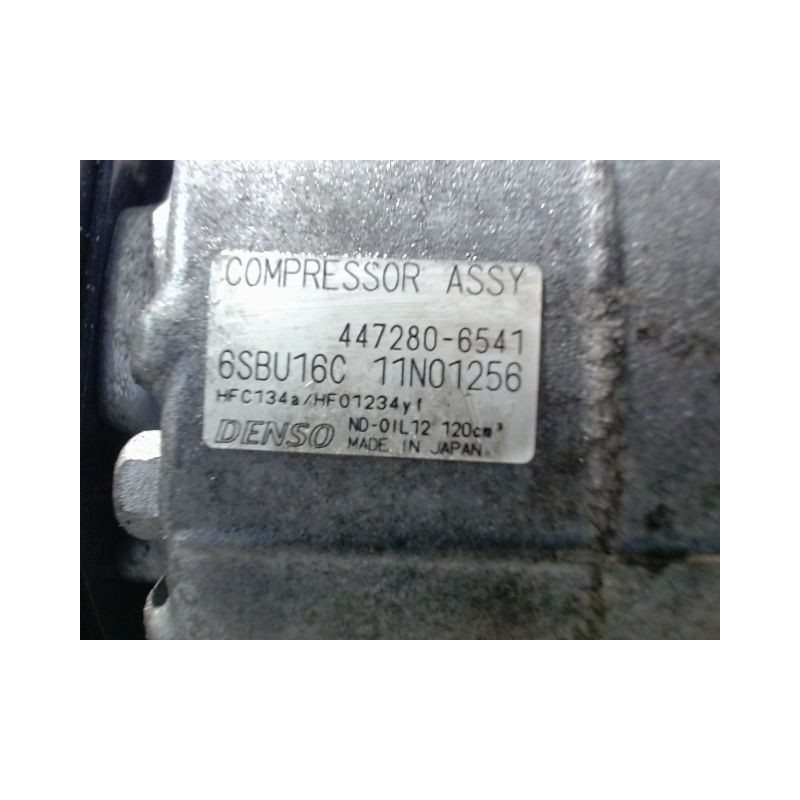 COMPRESSOR ASSY
447280-6541
6SBU16C 11N01256
HFC134a/HFO1234yf
DENSO ND-OIL12 120cm³
MADE IN JAPAN